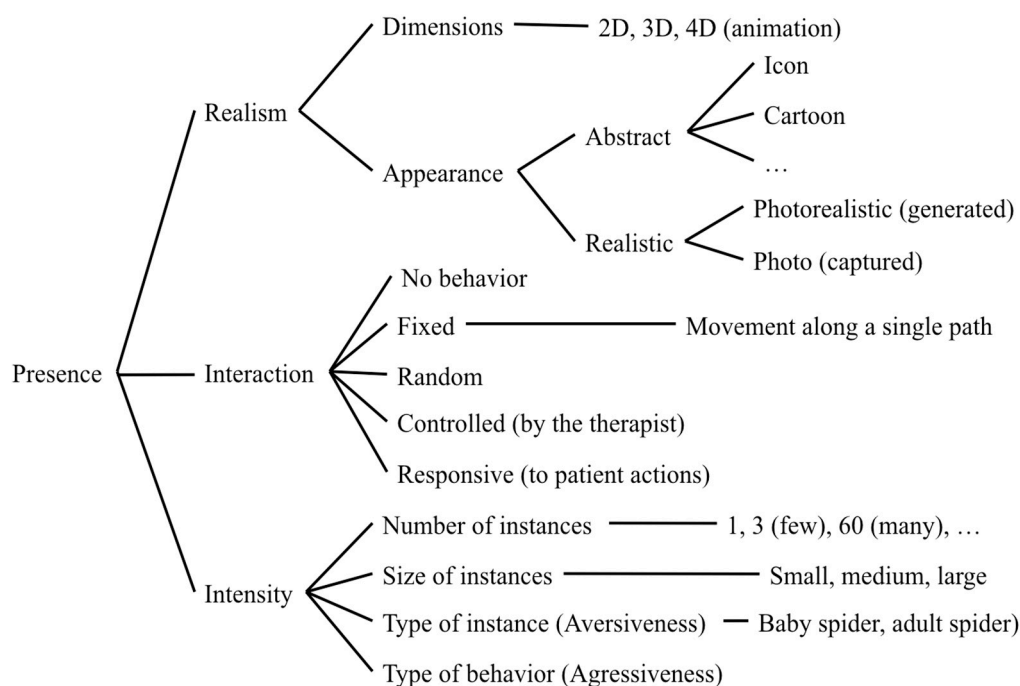 Dimensions
2D, 3D, 4D (animation)
Icon
Realism
Cartoon
Abstract
…
Appearance
Photorealistic (generated)
Realistic
Photo (captured)
No behavior
Fixed
Movement along a single path
Presence
Interaction
Random
Controlled (by the therapist)
Responsive (to patient actions)
Number of instances
1, 3 (few), 60 (many), …
Size of instances
Small, medium, large
Intensity
Type of instance (Aversiveness)
Baby spider, adult spider)
Type of behavior (Agressiveness)